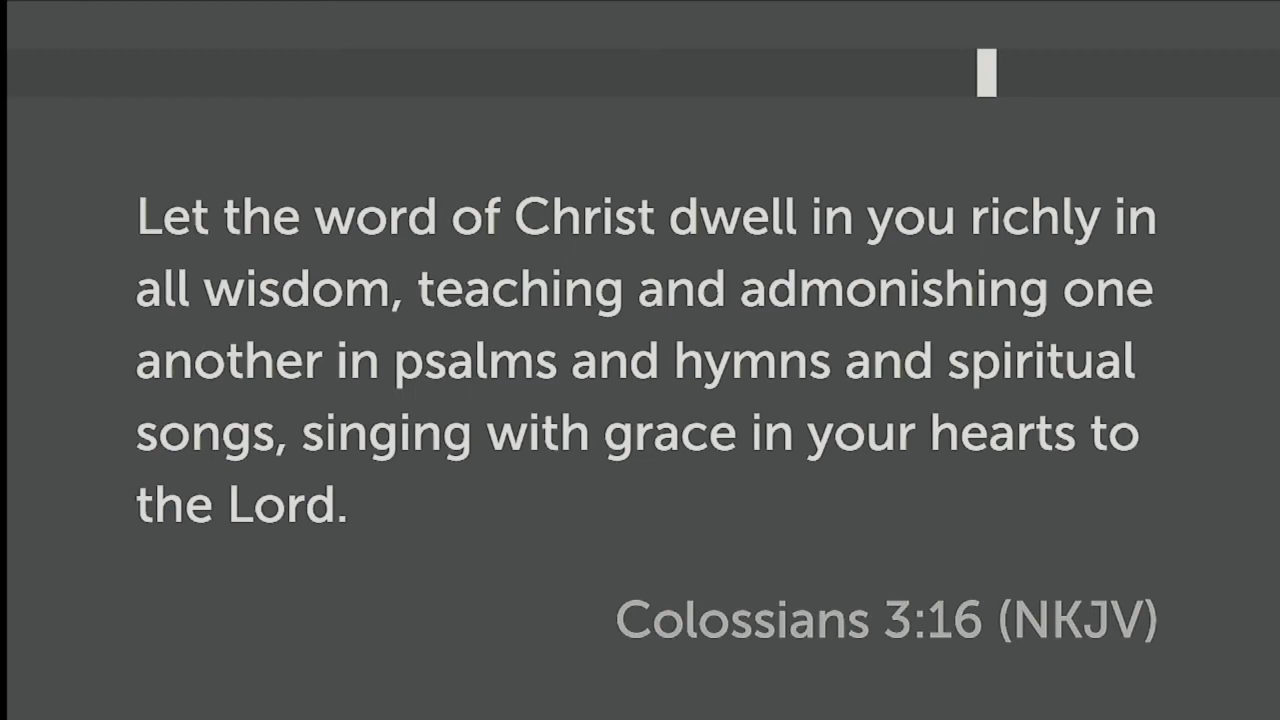 Let the word of Christ dwell in you richly in
all wisdom, teaching and admonishing one
another in psalms and hymns and spiritual
songs, singing with grace in your hearts to
the Lord.
Colossians 3:16 (NKJV)